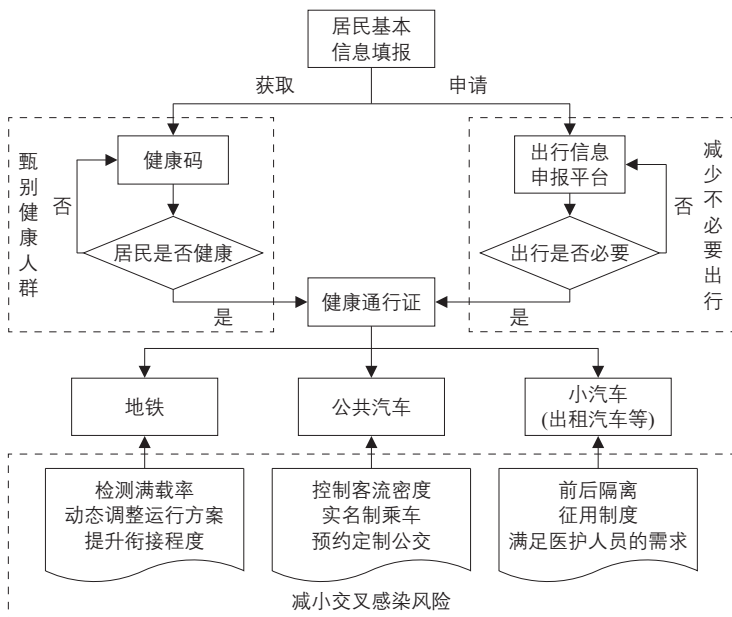 居民基本
信息填报
获取
申请
甄别健康人群
健康码
否
居民是否健康
是
出行信息
申报平台
否
出行是否必要
是
减少不必要出行
健康通行证
地铁
公共汽车
小汽车
(出租汽车等)
检测满载率
动态调整运行方案
提升衔接程度
控制客流密度
实名制乘车
预约定制公交
前后隔离
征用制度
满足医护人员的需求
减小交叉感染风险